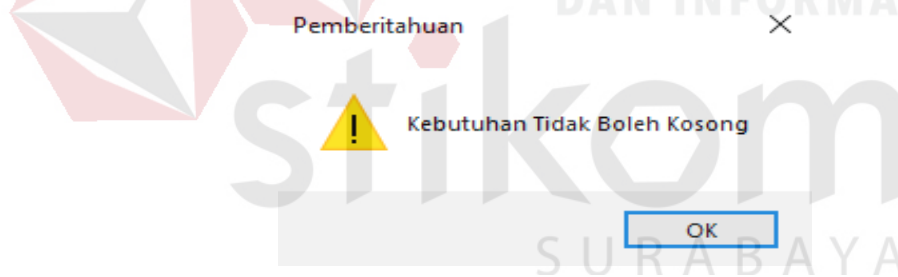 DAN INFORMA
Pemberitahuan
stikom
Kebutuhan Tidak Boleh Kosong
OK
SURABAYA